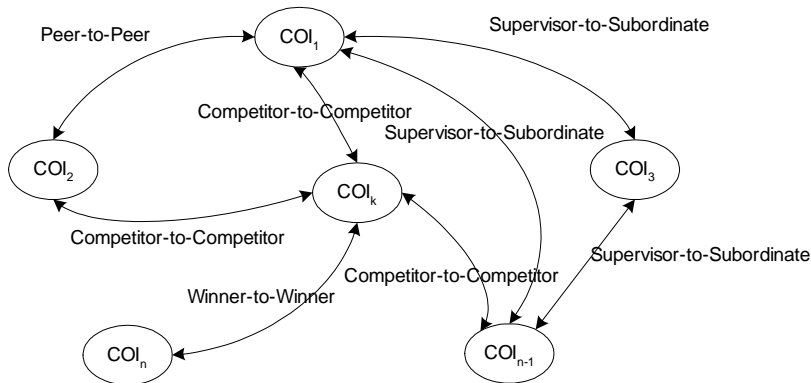 Supervisor-to-Subordinate
Peer-to-Peer
COI₁
Competitor-to-Competitor
Supervisor-to-Subordinate
COI₂
COI₃
COIₖ
Competitor-to-Competitor
Supervisor-to-Subordinate
Competitor-to-Competitor
Winner-to-Winner
COIₙ
COIₙ₋₁